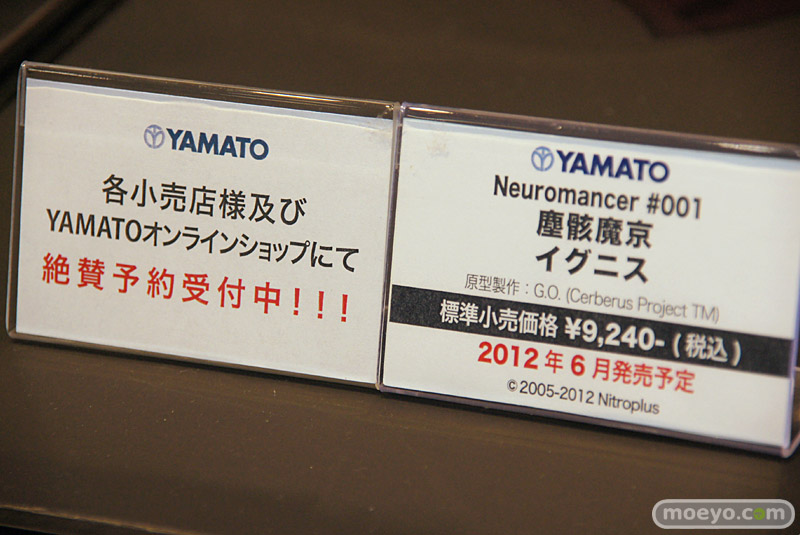 YAMATO
各小売店様及び
YAMATOオンラインショップにて
絶賛予約受付中!!!
YAMATO
Neuromancer #001
塵骸魔京
イグニス
原型製作：G.O. (Cerberus Project TM)
標準小売価格 ¥9,240- (税込)
2012年6月発売予定
©2005-2012 Nitroplus
moeyo.com